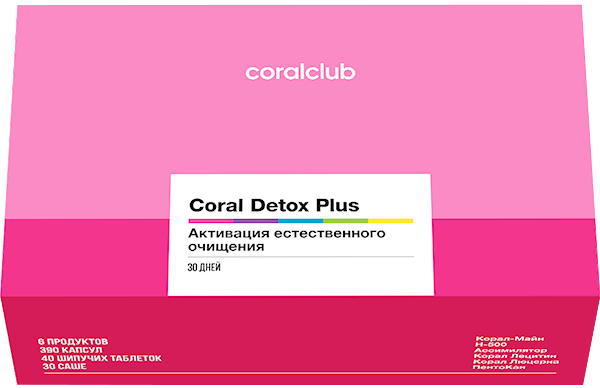 coralclub
Coral Detox Plus
Активация естественного
очищения
30 ДНЕЙ
6 ПРОДУКТОВ
390 КАПСУЛ
40 ШИПУЧИХ ТАБЛЕТОК
30 САШЕ
Корал-Майн
H-500
Ассимилятор
Корал Лецитин
Корал Люцерна
ПентоКан